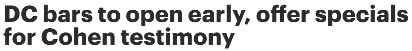 DC bars to open early, offer specials
for Cohen testimony